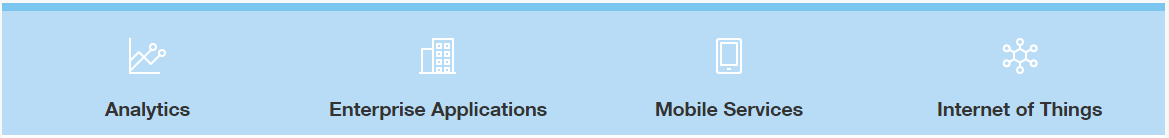 Analytics
Enterprise Applications
Mobile Services
Internet of Things